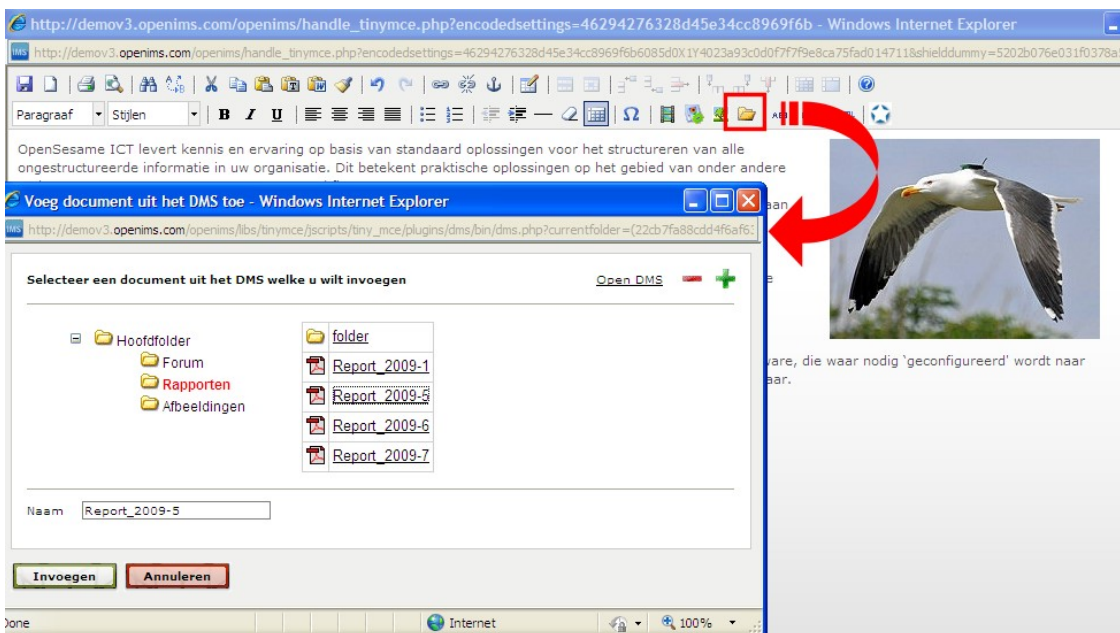 http://demov3.openims.com/openims/handle_tinymce.php?encodedsettings=46294276328d45e34cc8969f6b - Windows Internet Explorer
http://demov3.openims.com/openims/handle_tinymce.php?encodedsettings=46294276328d45e34cc8969f6b6085d0X1Y4023a93c0d0f7f7f9e8ca75fad014711&shielddummy=5202b076e031f0378a
Paragraaf Stijlen B I U Ω
OpenSesame ICT levert kennis en ervaring op basis van standaard oplossingen voor het structureren van alle
ongestructureerde informatie in uw organisatie. Dit betekent praktische oplossingen op het gebied van onder andere
Voeg document uit het DMS toe - Windows Internet Explorer
http://demov3.openims.com/openims/libs/tinymce/jscripts/tiny_mce/plugins/dms/bin/dms.php?currentfolder=(22cb7fa88cdd4f6af63
Selecteer een document uit het DMS welke u wilt invoegen Open DMS
Hoofdfolder
Forum
Rapporten
Afbeeldingen
folder
Report_2009-1
Report_2009-5
Report_2009-6
Report_2009-7
ware, die waar nodig 'geconfigureerd' wordt naar
Naam Report_2009-5
Invoegen Annuleren
Done Internet 100%